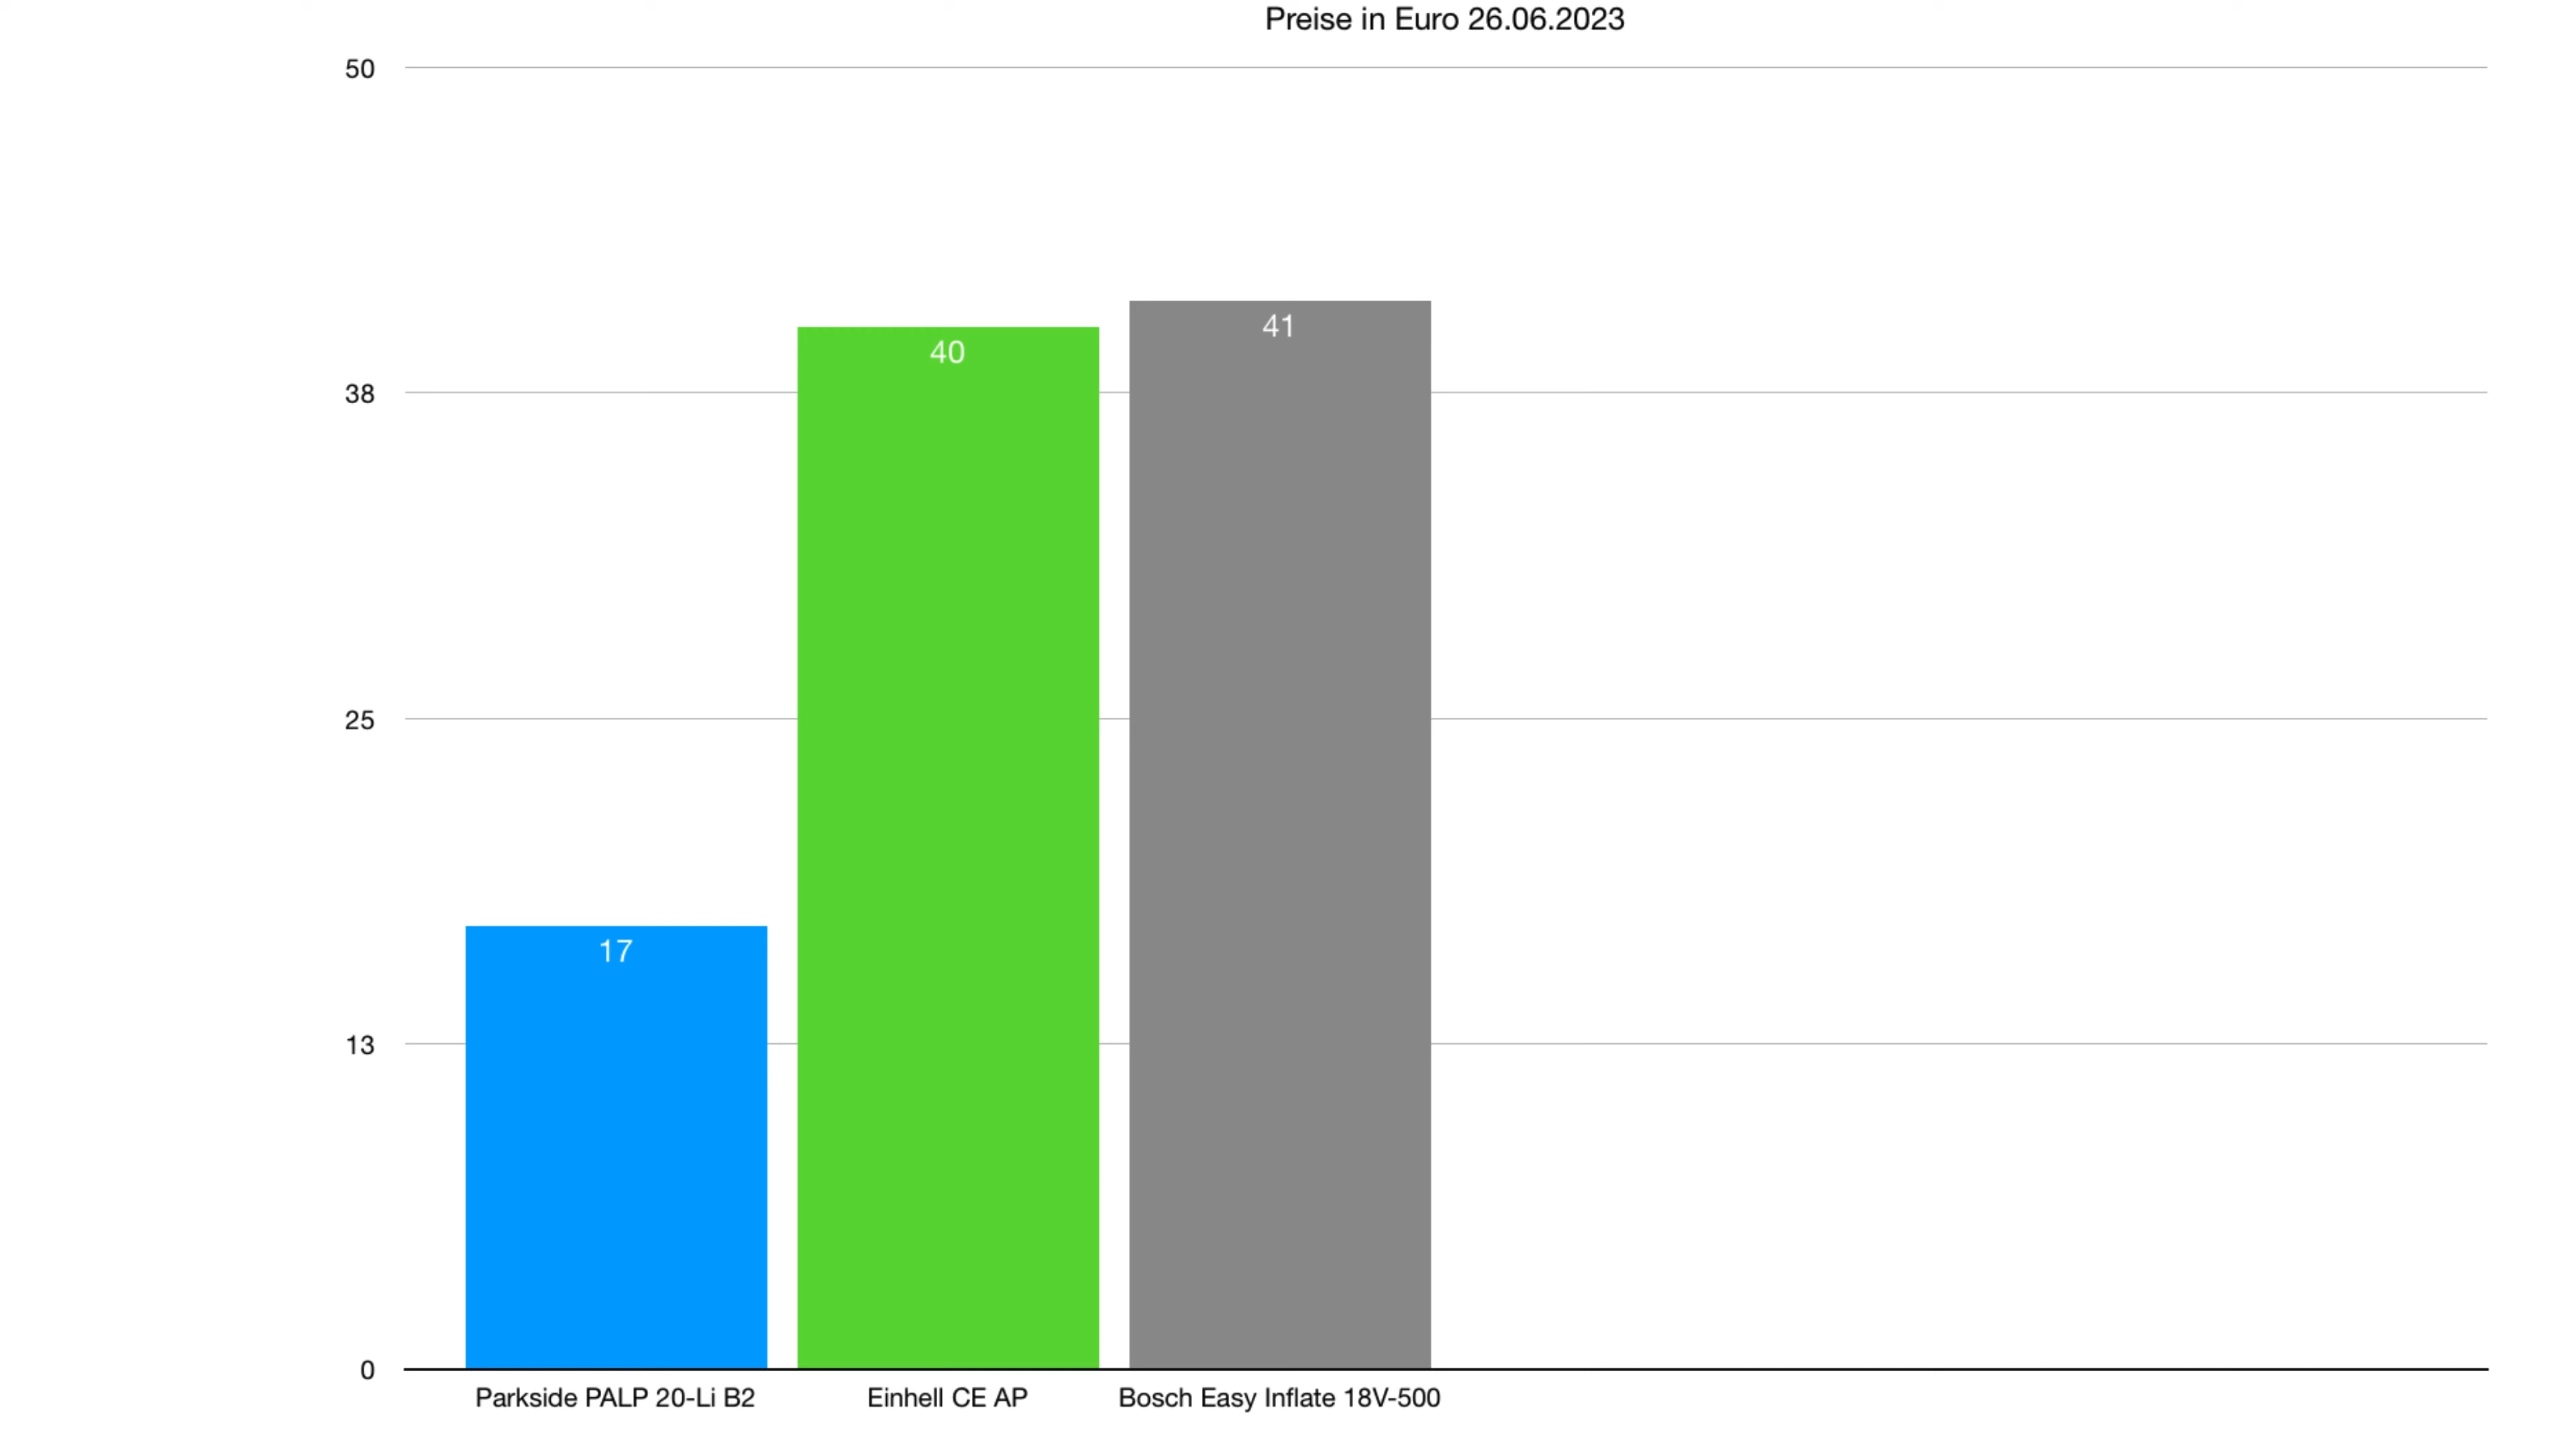 Preise in Euro 26.06.2023
50
38
25
13
0
17
40
41
Parkside PALP 20-Li B2
Einhell CE AP
Bosch Easy Inflate 18V-500